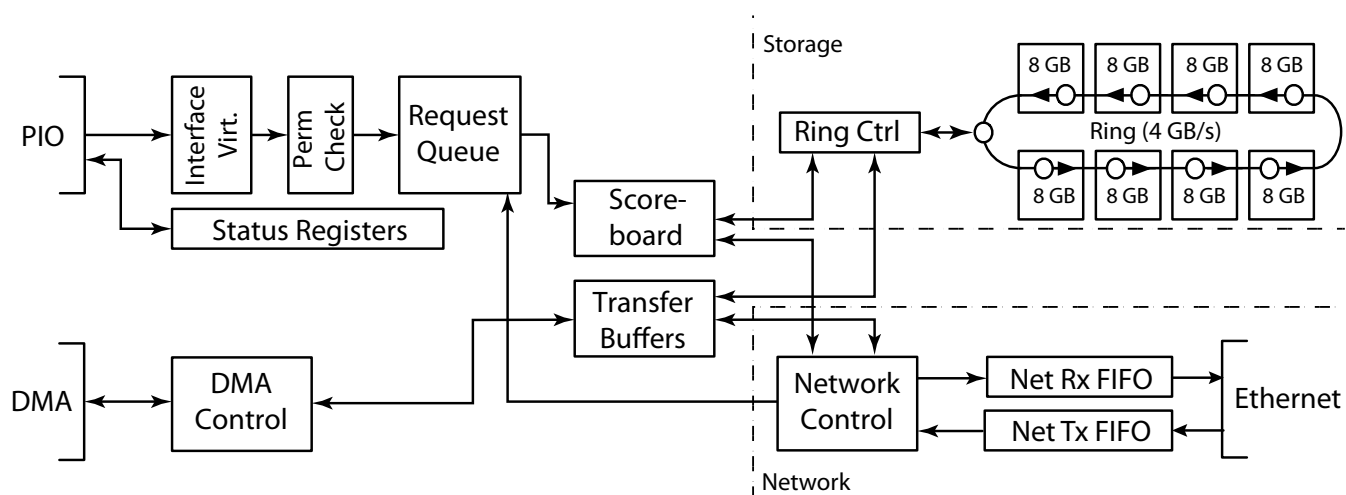 Storage
8 GB
8 GB
8 GB
8 GB
PIO
Interface
Virt.
Perm
Check
Request
Queue
Ring Ctrl
Ring (4 GB/s)
8 GB
8 GB
8 GB
8 GB
Status Registers
Score-
board
Transfer
Buffers
DMA
DMA
Control
Network
Control
Net Rx FIFO
Net Tx FIFO
Ethernet
Network